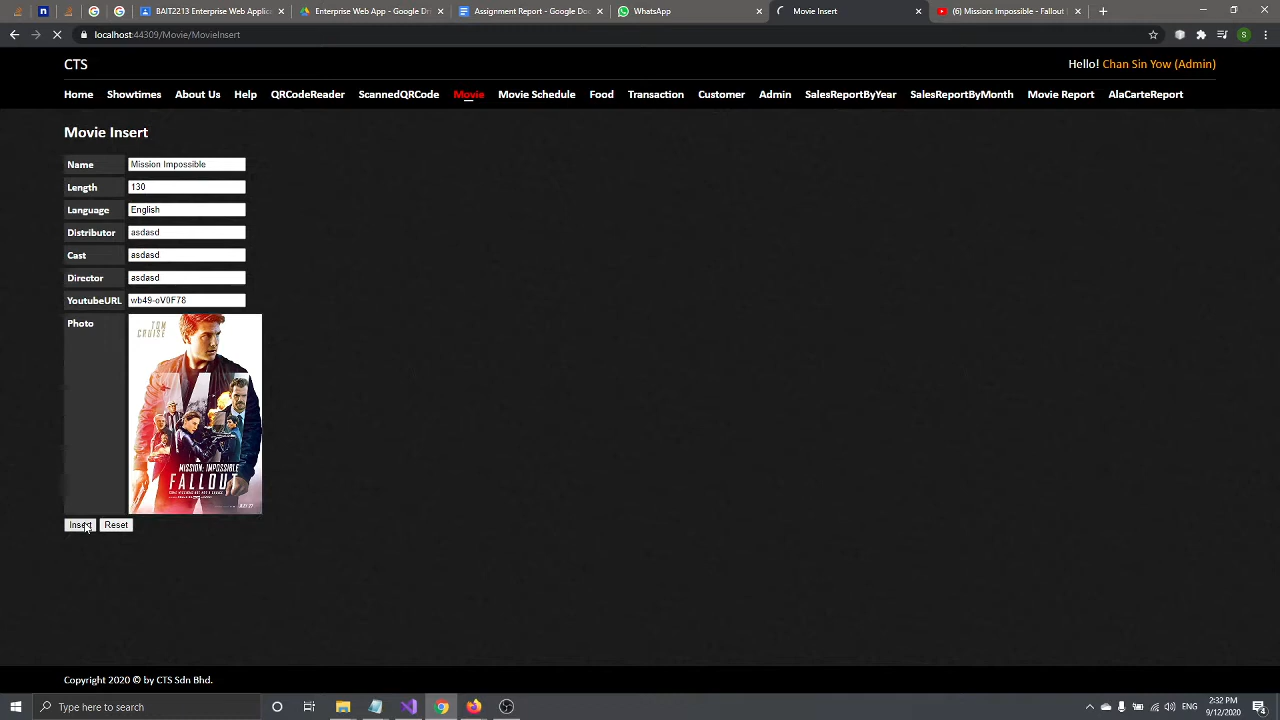 BAIT2213 Enterprise Web Applic
Enterprise Web App - Google Dri
Assignment Report - Google Doc
WhatsApp
Movie Insert
(6) Mission: Impossible - Fallout
localhost:44309/Movie/MovieInsert
S
CTS
Hello! Chan Sin Yow (Admin)
Home Showtimes About Us Help QRCodeReader ScannedQRCode Movie Movie Schedule Food Transaction Customer Admin SalesReportByYear SalesReportByMonth Movie Report AlaCarteReport
Movie Insert
Name Mission Impossible
Length 130
Language English
Distributor asdasd
Cast asdasd
Director asdasd
YoutubeURL wb49-oV0F78
Photo
TOM
CRUISE
MISSION: IMPOSSIBLE
FALLOUT
JULY 27
Insert Reset
Copyright 2020 © by CTS Sdn Bhd.
Type here to search
ENG
2:32 PM
9/12/2020